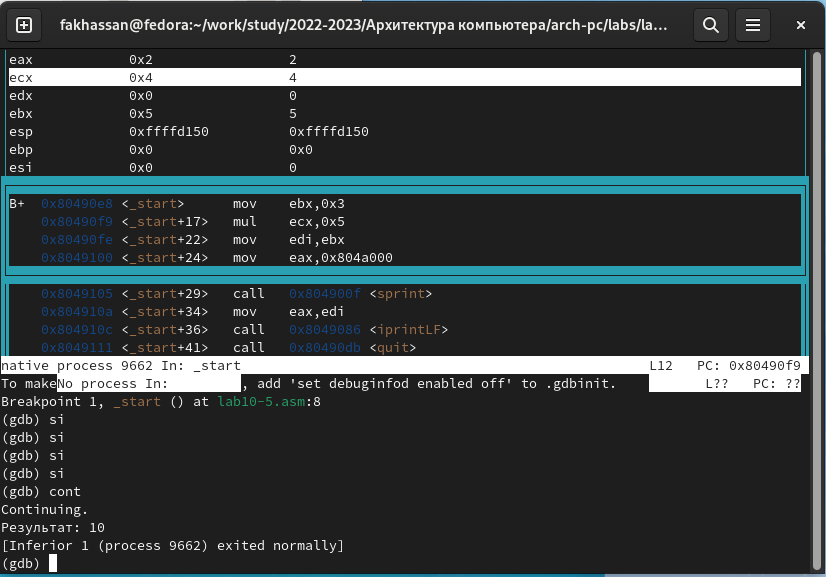 fakhassan@fedora:~/work/study/2022-2023/Архитектура компьютера/arch-pc/labs/la...
eax 0x2 2
ecx 0x4 4
edx 0x0 0
ebx 0x5 5
esp 0xffffd150 0xffffd150
ebp 0x0 0x0
esi 0x0 0
B+ 0x80490e8 <_start> mov ebx,0x3
0x80490f9 <_start+17> mul ecx,0x5
0x80490fe <_start+22> mov edi,ebx
0x8049100 <_start+24> mov eax,0x804a000
0x8049105 <_start+29> call 0x804900f <sprint>
0x804910a <_start+34> mov eax,edi
0x804910c <_start+36> call 0x8049086 <iprintLF>
0x8049111 <_start+41> call 0x80490db <quit>
native process 9662 In: _start L12 PC: 0x80490f9
To makeNo process In: , add 'set debuginfod enabled off' to .gdbinit. L?? PC: ??
Breakpoint 1, _start () at lab10-5.asm:8
(gdb) si
(gdb) si
(gdb) si
(gdb) si
(gdb) cont
Continuing.
Результат: 10
[Inferior 1 (process 9662) exited normally]
(gdb)